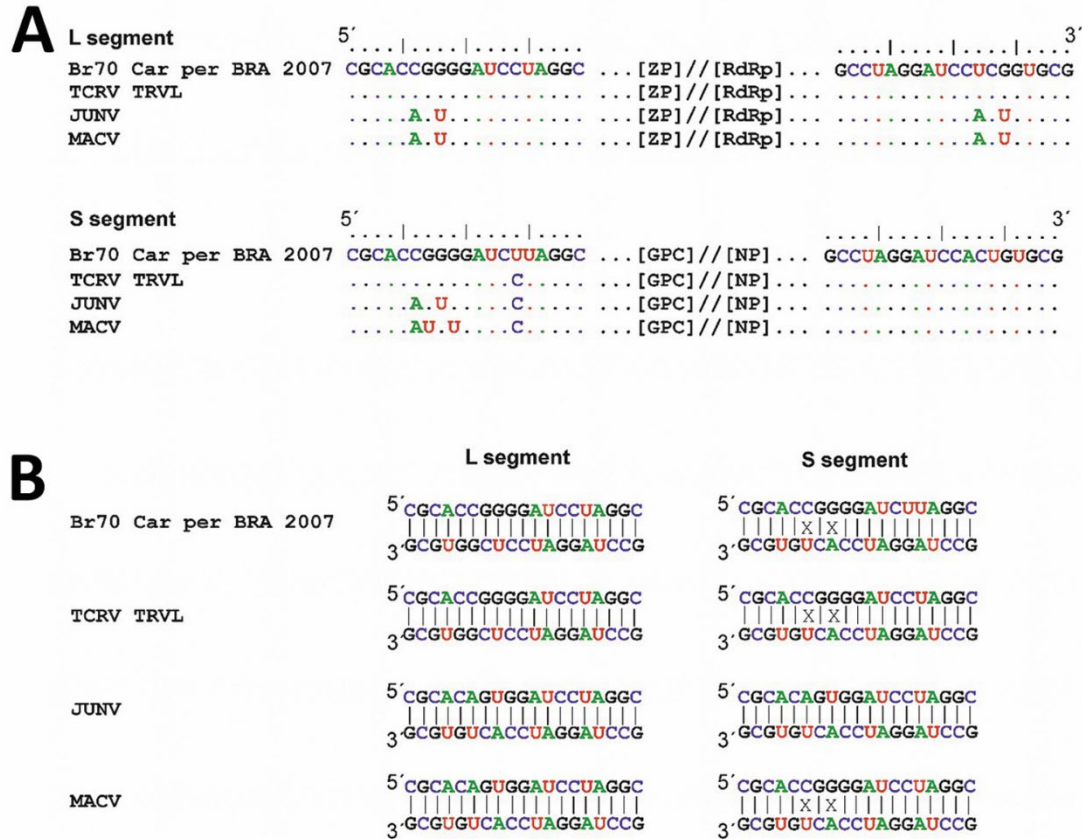 A
L segment
5´ 3´
....|....|....|.... ....|....|....|....
Br70 Car per BRA 2007 CGCACCGGGGAUCCUAGGC ...[ZP]//[RdRp]... GCCUAGGAUCCUCGGUGCG
TCRV TRVL ................... ...[ZP]//[RdRp]... ...................
JUNV .....A.U........... ...[ZP]//[RdRp]... ...........A.U.....
MACV .....A.U........... ...[ZP]//[RdRp]... ...........A.U.....
S segment
5´ 3´
....|....|....|.... ....|....|....|....
Br70 Car per BRA 2007 CGCACCGGGGAUCUUAGGC ...[GPC]//[NP]... GCCUAGGAUCCACUGUGCG
TCRV TRVL .............C..... ...[GPC]//[NP]... ...................
JUNV .....A.U.....C..... ...[GPC]//[NP]... ...................
MACV .....AU.U....C..... ...[GPC]//[NP]... ...................
B
L segment S segment
5´CGCACCGGGGAUCCUAGGC 5´CGCACCGGGGAUCUUAGGC
Br70 Car per BRA 2007 ||||||||||||||||||| |||||X|X|||||||||||
3´GCGUGGCUCCUAGGAUCCG 3´GCGUGUCACCUAGGAUCCG
5´CGCACCGGGGAUCCUAGGC 5´CGCACCGGGGAUCCUAGGC
TCRV TRVL ||||||||||||||||||| |||||X|X|||||||||||
3´GCGUGGCUCCUAGGAUCCG 3´GCGUGUCACCUAGGAUCCG
5´CGCACAGUGGAUCCUAGGC 5´CGCACAGUGGAUCCUAGGC
JUNV ||||||||||||||||||| |||||||||||||||||||
3´GCGUGUCACCUAGGAUCCG 3´GCGUGUCACCUAGGAUCCG
5´CGCACAGUGGAUCCUAGGC 5´CGCACCGGGGAUCCUAGGC
MACV ||||||||||||||||||| |||||X|X|||||||||||
3´GCGUGUCACCUAGGAUCCG 3´GCGUGUCACCUAGGAUCCG